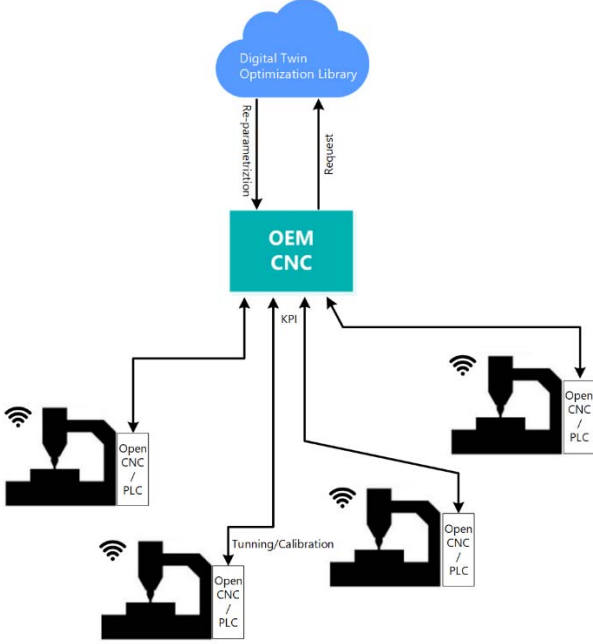 Digital Twin
Optimization Library
Re-parametriztion
Request
OEM
CNC
KPI
Open
CNC
/
PLC
Open
CNC
/
PLC
Open
CNC
/
PLC
Tunning/Calibration
Open
CNC
/
PLC